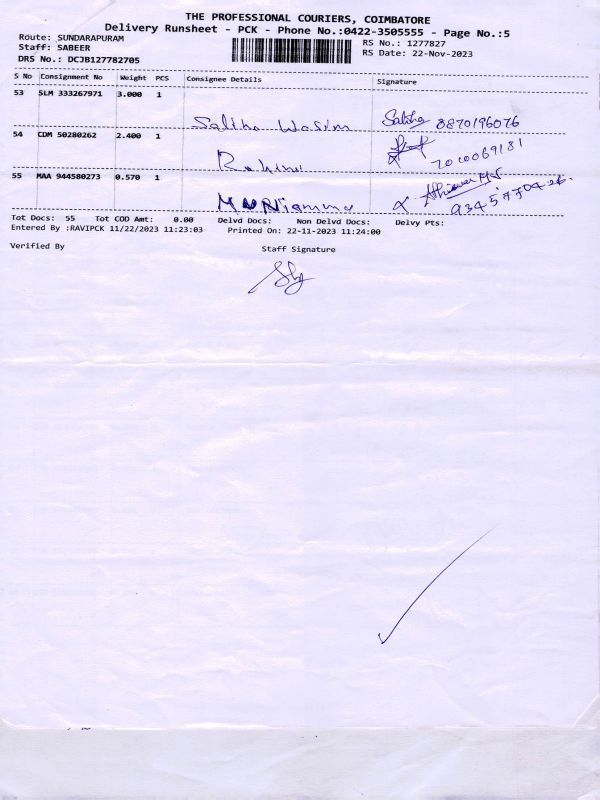 THE PROFESSIONAL COURIERS, COIMBATORE
Delivery Runsheet - PCK - Phone No.:0422-3505555 - Page No.:5
Route: SUNDARAPURAM RS No.: 1277827
Staff: SABEER RS Date: 22-Nov-2023
DRS No.: DCJB127782705
S No Consignment No Weight PCS Consignee Details Signature
53 SLM 333267971 3.000 1
8870196076
54 CDM 50280262 2.400 1
55 MAA 944580273 0.570 1
Tot Docs: 55 Tot COD Amt: 0.00 Delvd Docs: Non Delvd Docs: Delvy Pts:
Entered By :RAVIPCK 11/22/2023 11:23:03 Printed On: 22-11-2023 11:24:00
Verified By Staff Signature